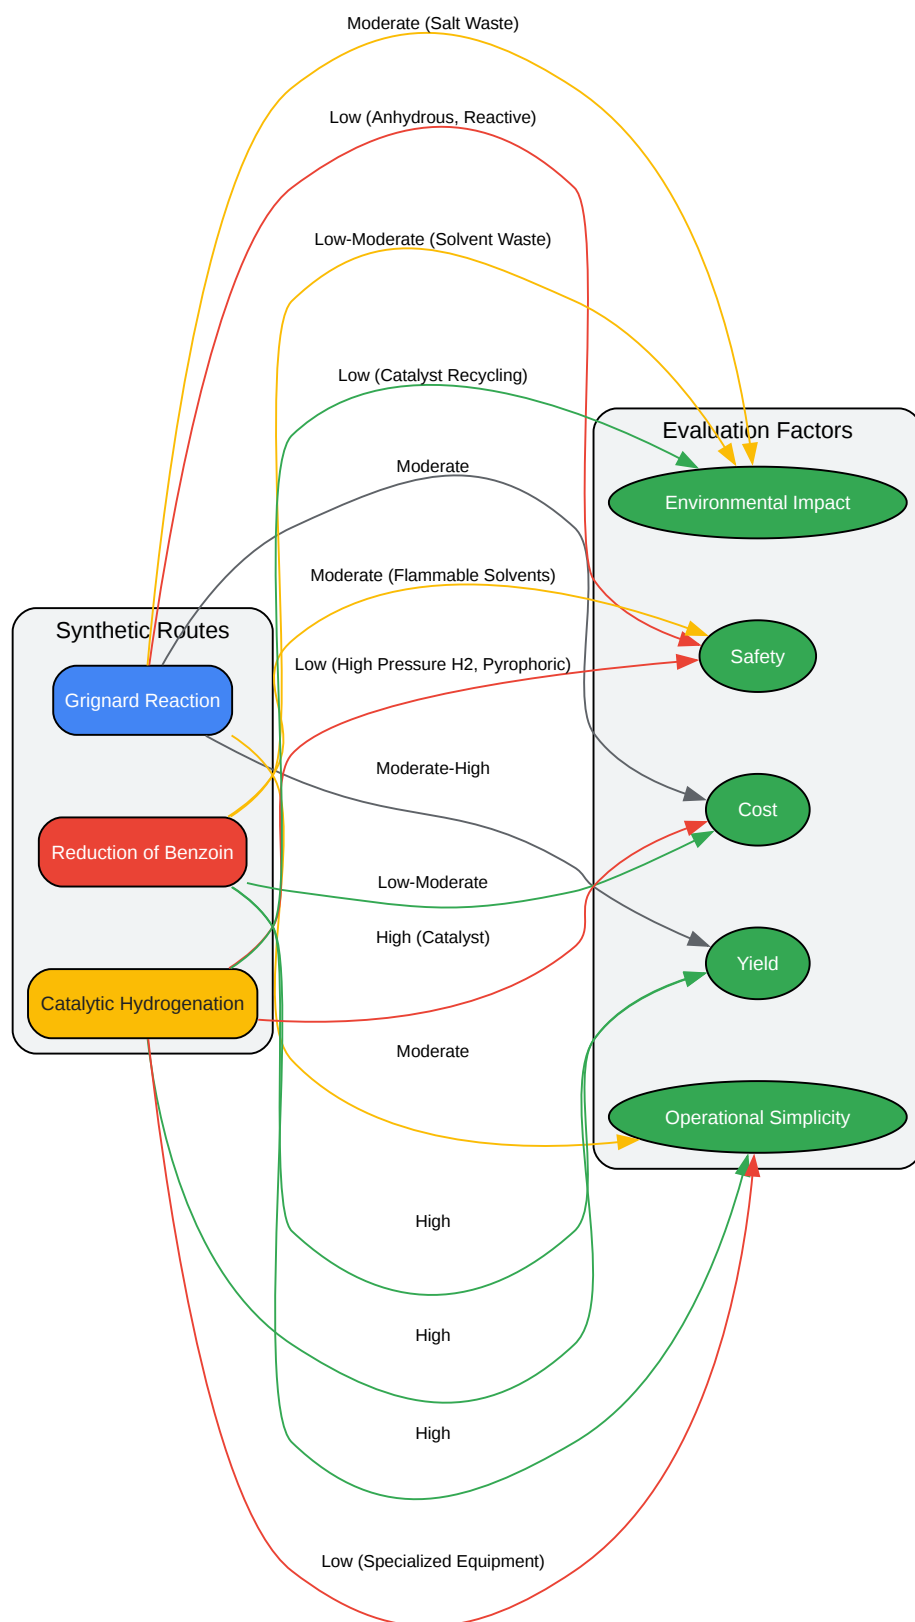 Moderate (Salt Waste)
Low (Anhydrous, Reactive)
Low-Moderate (Solvent Waste)
Low (Catalyst Recycling)
Evaluation Factors
Moderate
Environmental Impact
Moderate (Flammable Solvents)
Synthetic Routes
Safety
Low (High Pressure H2, Pyrophoric)
Grignard Reaction
Moderate-High
Cost
Reduction of Benzoin
Low-Moderate
High (Catalyst)
Yield
Catalytic Hydrogenation
Moderate
Operational Simplicity
High
High
High
Low (Specialized Equipment)